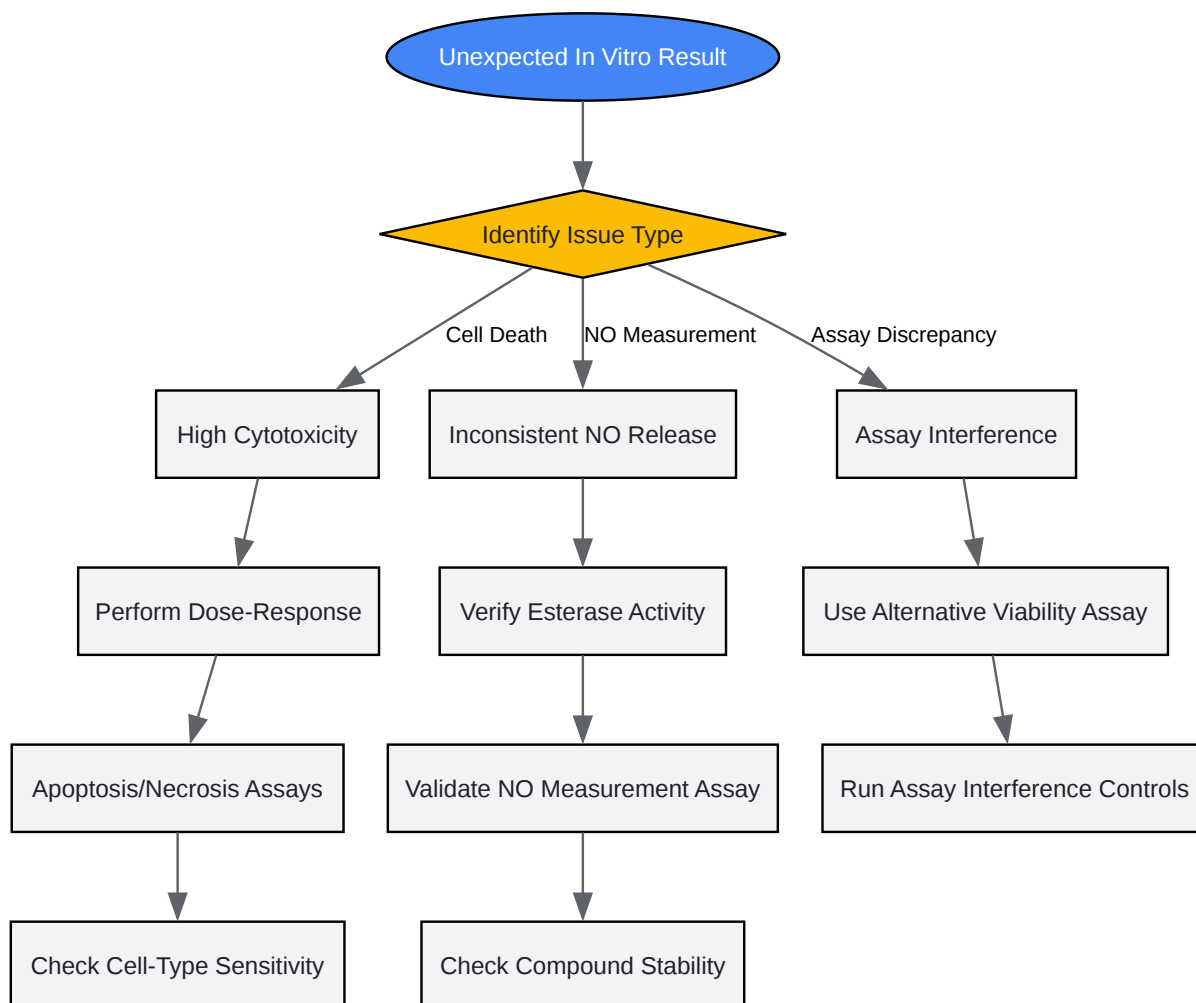 Unexpected In Vitro Result
Identify Issue Type
Cell Death
NO Measurement
Assay Discrepancy
High Cytotoxicity
Inconsistent NO Release
Assay Interference
Perform Dose-Response
Verify Esterase Activity
Use Alternative Viability Assay
Apoptosis/Necrosis Assays
Validate NO Measurement Assay
Run Assay Interference Controls
Check Cell-Type Sensitivity
Check Compound Stability